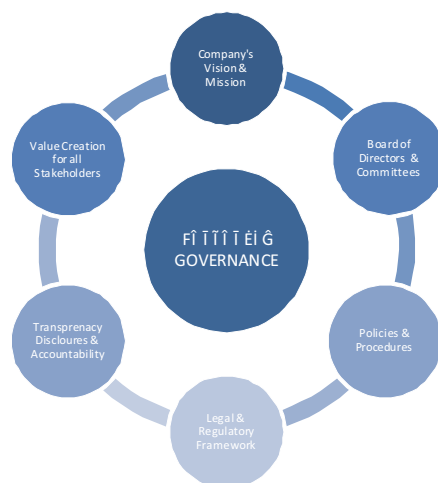 Company's
Vision &
Mission
Board of
Directors &
Committees
Policies &
Procedures
Legal &
Regulatory
Framework
Transprenacy
Discloures &
Accountability
Value Creation
for all
Stakeholders
GOVERNANCE